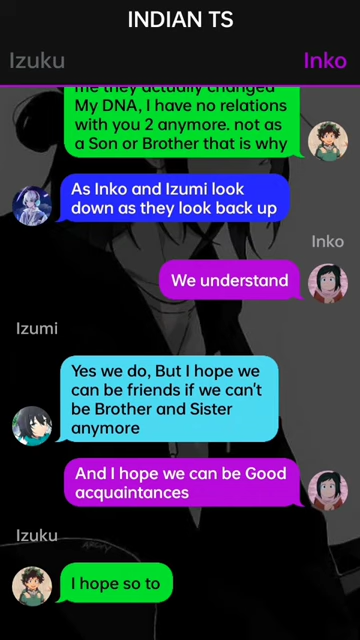 INDIAN TS
Izuku
Inko
me they actually changed
My DNA, I have no relations
with you 2 anymore. not as
a Son or Brother that is why
As Inko and Izumi look
down as they look back up
Inko
We understand
Izumi
Yes we do, But I hope we
can be friends if we can't
be Brother and Sister
anymore
And I hope we can be Good
acquaintances
Izuku
I hope so to